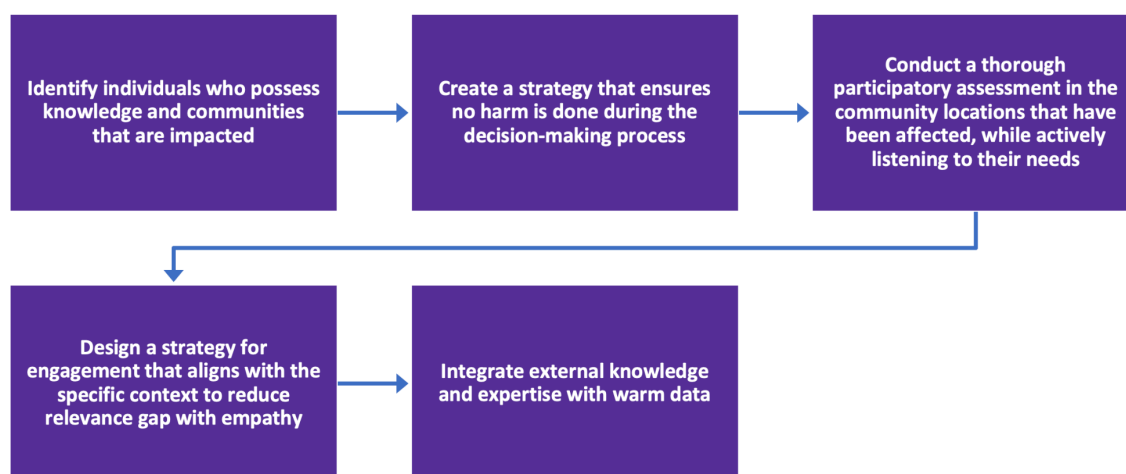 Identify individuals who possess
knowledge and communities
that are impacted
Create a strategy that ensures
no harm is done during the
decision-making process
Conduct a thorough
participatory assessment in the
community locations that have
been affected, while actively
listening to their needs
Design a strategy for
engagement that aligns with the
specific context to reduce
relevance gap with empathy
Integrate external knowledge
and expertise with warm data